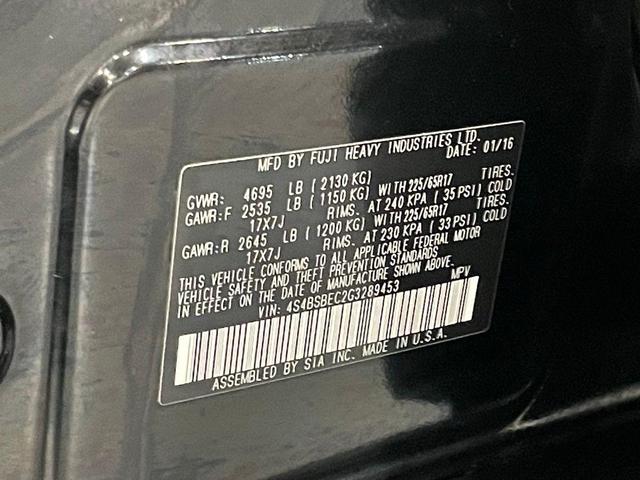 MFD BY FUJI HEAVY INDUSTRIES LTD.
DATE: 01/16
GVWR: 4695 LB ( 2130 KG)
GAWR:F 2535 LB ( 1150 KG) WITH 225/65R17 TIRES.
17X7J RIMS. AT 240 KPA ( 35 PSI) COLD
GAWR:R 2645 LB ( 1200 KG) WITH 225/65R17 TIRES.
17X7J RIMS. AT 230 KPA ( 33 PSI) COLD
THIS VEHICLE CONFORMS TO ALL APPLICABLE FEDERAL MOTOR
VEHICLE SAFETY AND THEFT PREVENTION STANDARDS
IN EFFECT ON THE DATE OF MANUFACTURE SHOWN ABOVE.
VIN: 4S4BSBEC2G3289453 MPV
ASSEMBLED BY SIA INC. MADE IN U.S.A.